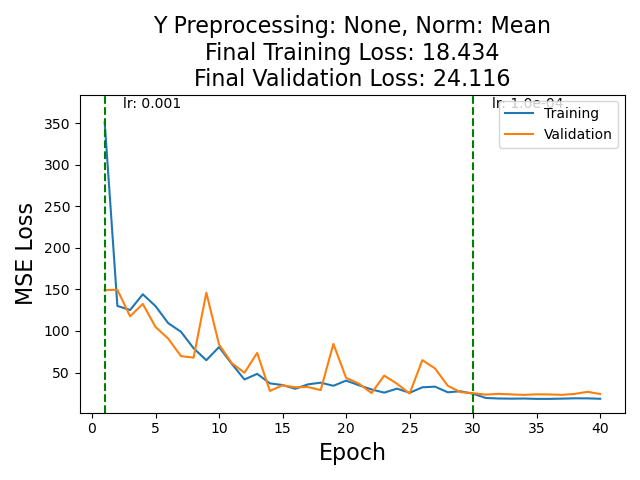 Y Preprocessing: None, Norm: Mean
Final Training Loss: 18.434
Final Validation Loss: 24.116
lr: 0.001
lr: 1.0e-04
Training
Validation
MSE Loss
350
300
250
200
150
100
50
0 5 10 15 20 25 30 35 40
Epoch